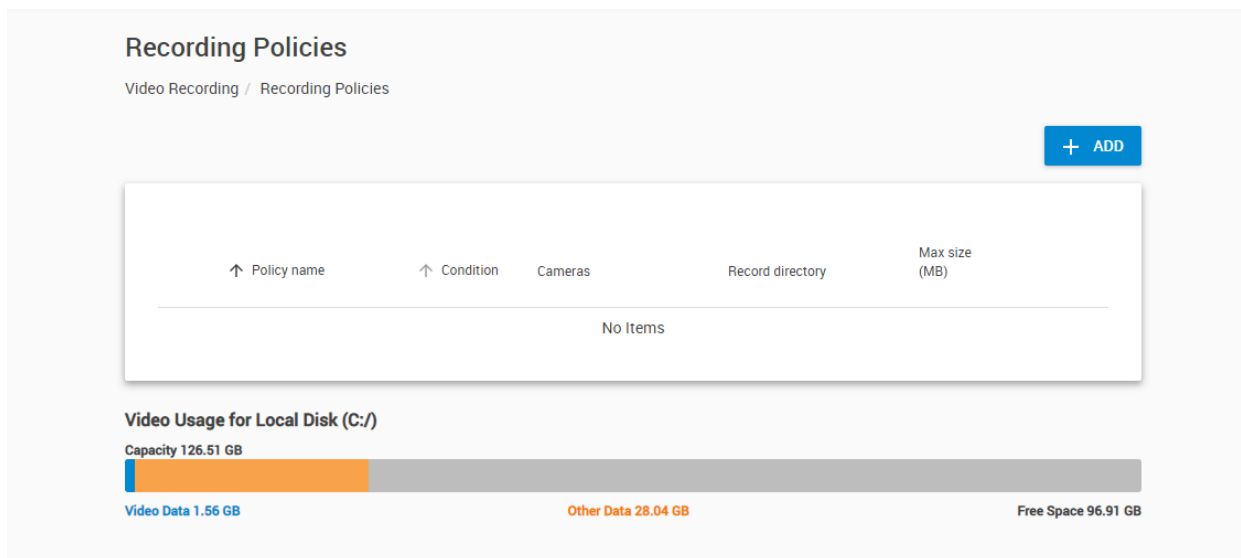 Recording Policies
Video Recording / Recording Policies
+ ADD
↑ Policy name ↑ Condition Cameras Record directory Max size (MB)
No Items
Video Usage for Local Disk (C:/)
Capacity 126.51 GB
Video Data 1.56 GB Other Data 28.04 GB Free Space 96.91 GB